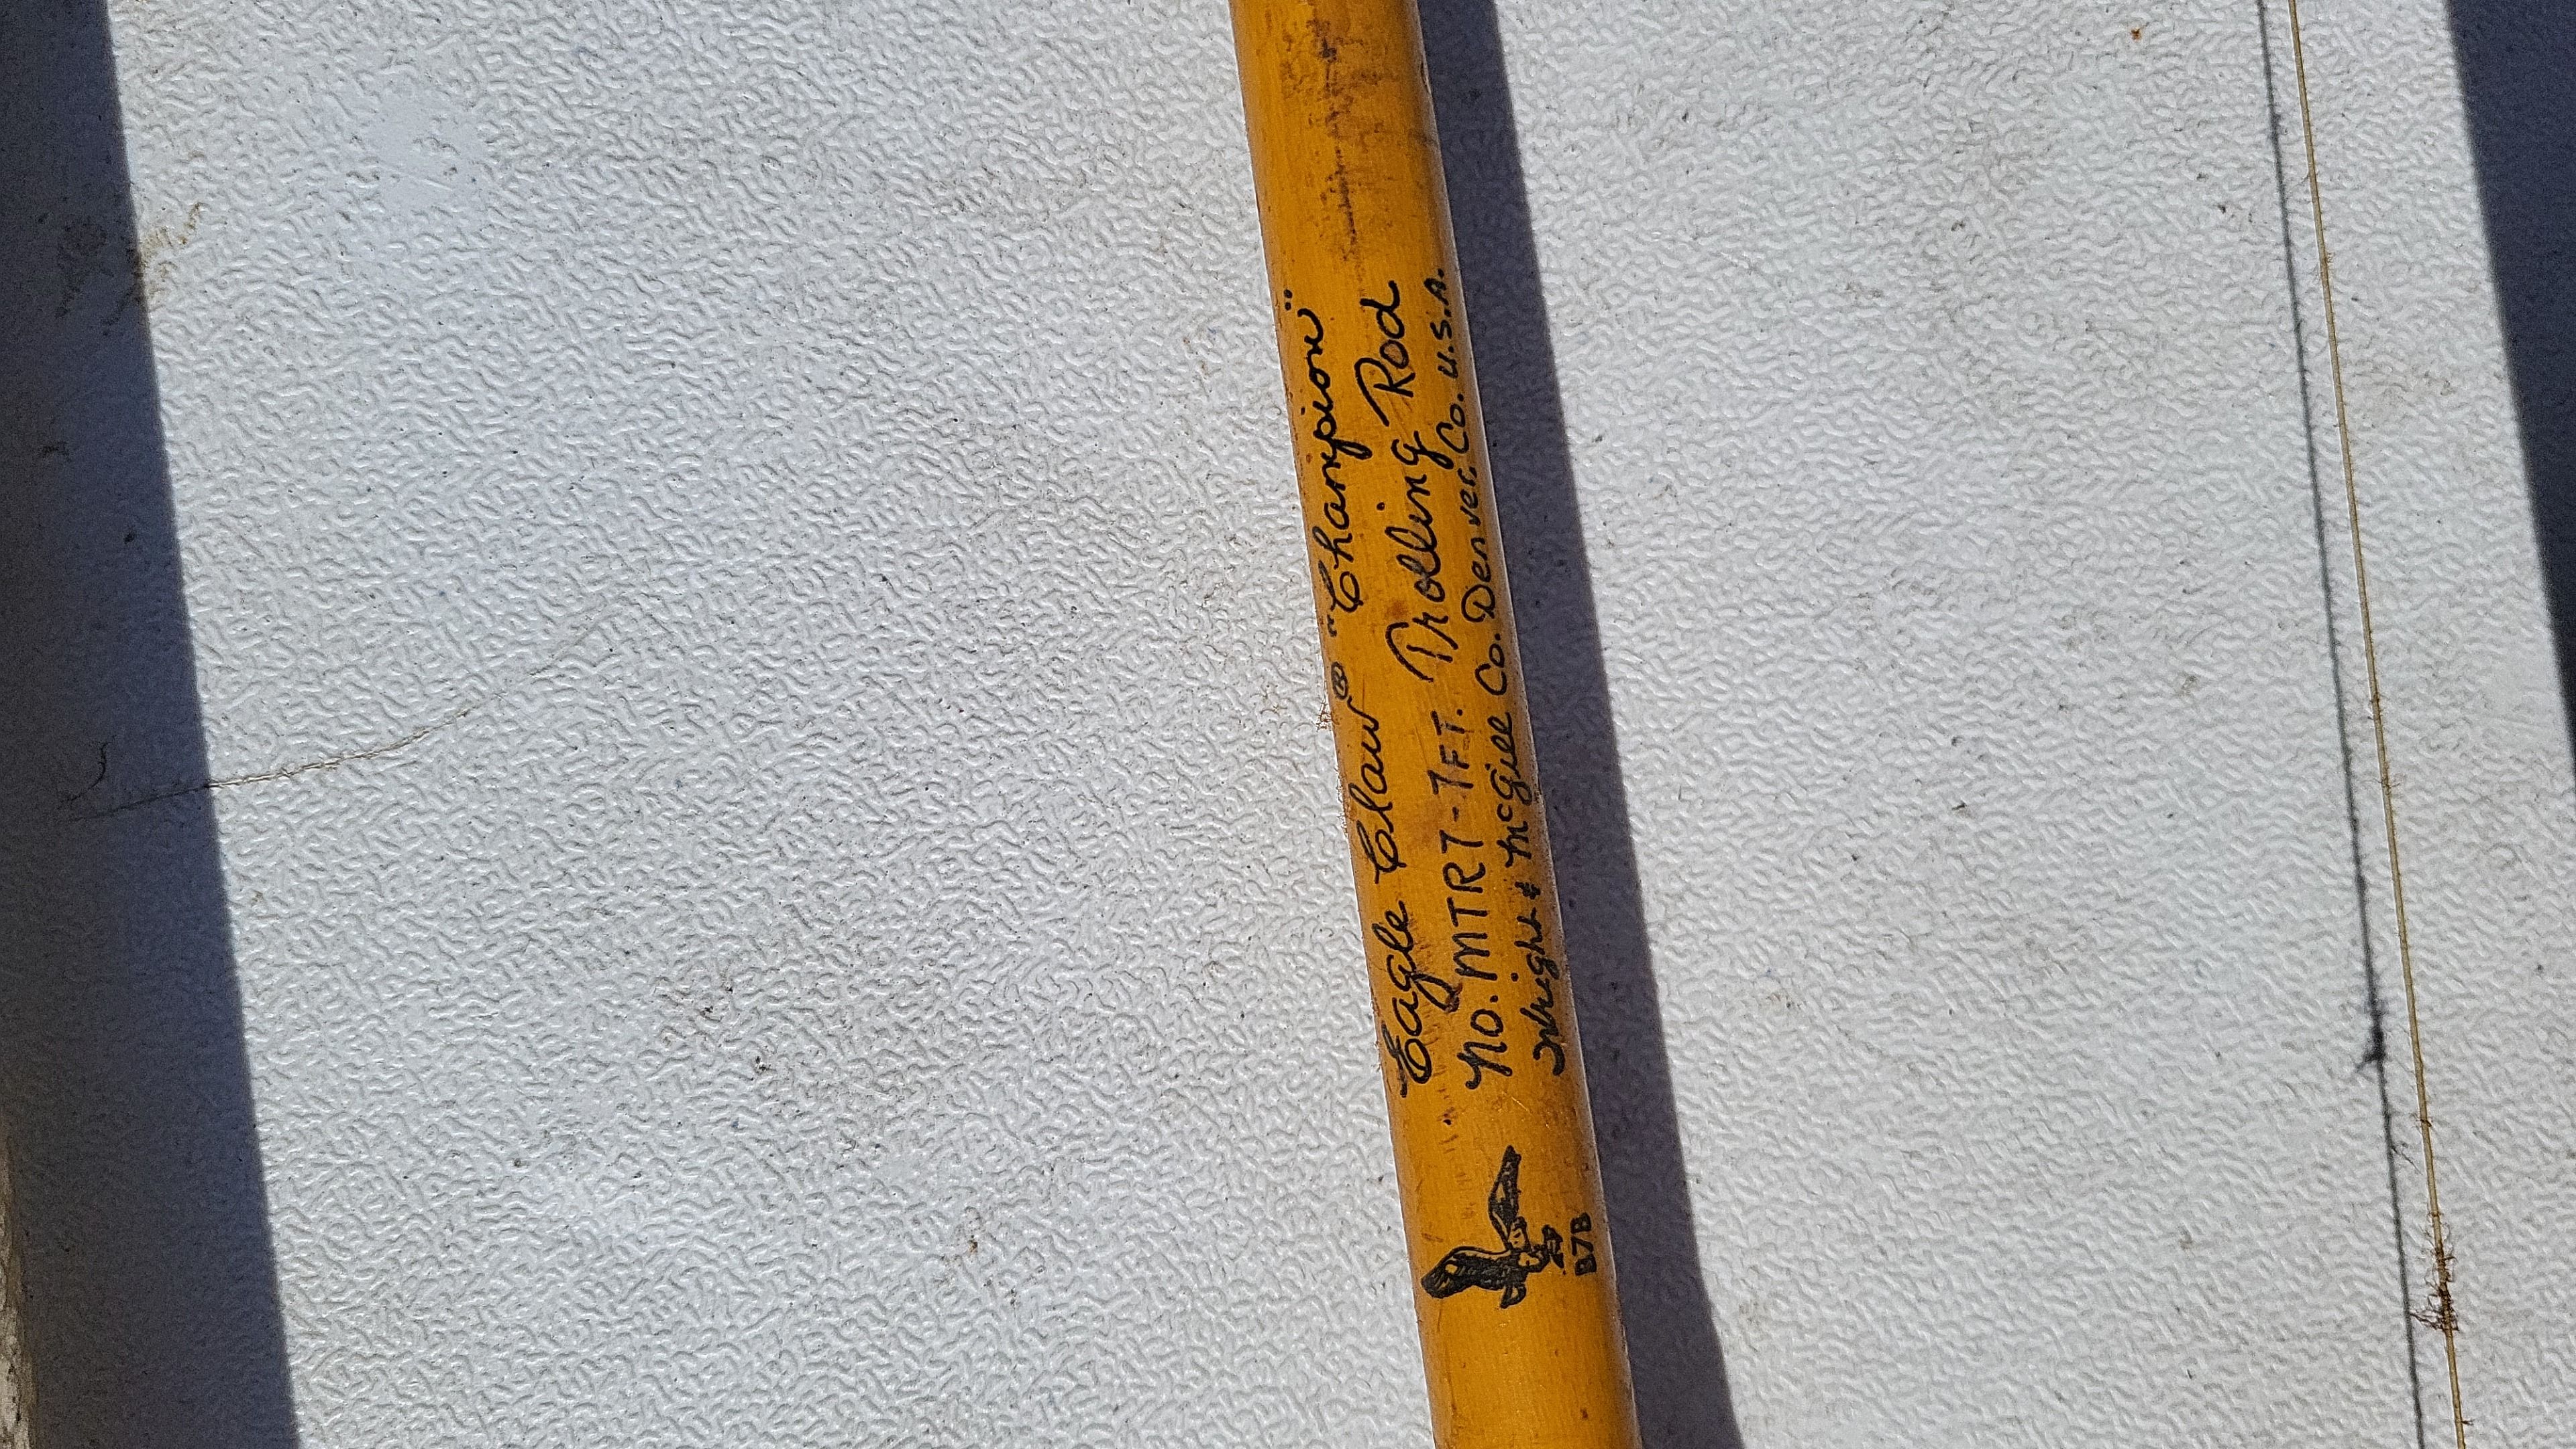 Eagle Claw® "Champion"
No. MTR7-7FT. Trolling Rod
Wright & McGill Co. Denver, Co. U.S.A.
B7B